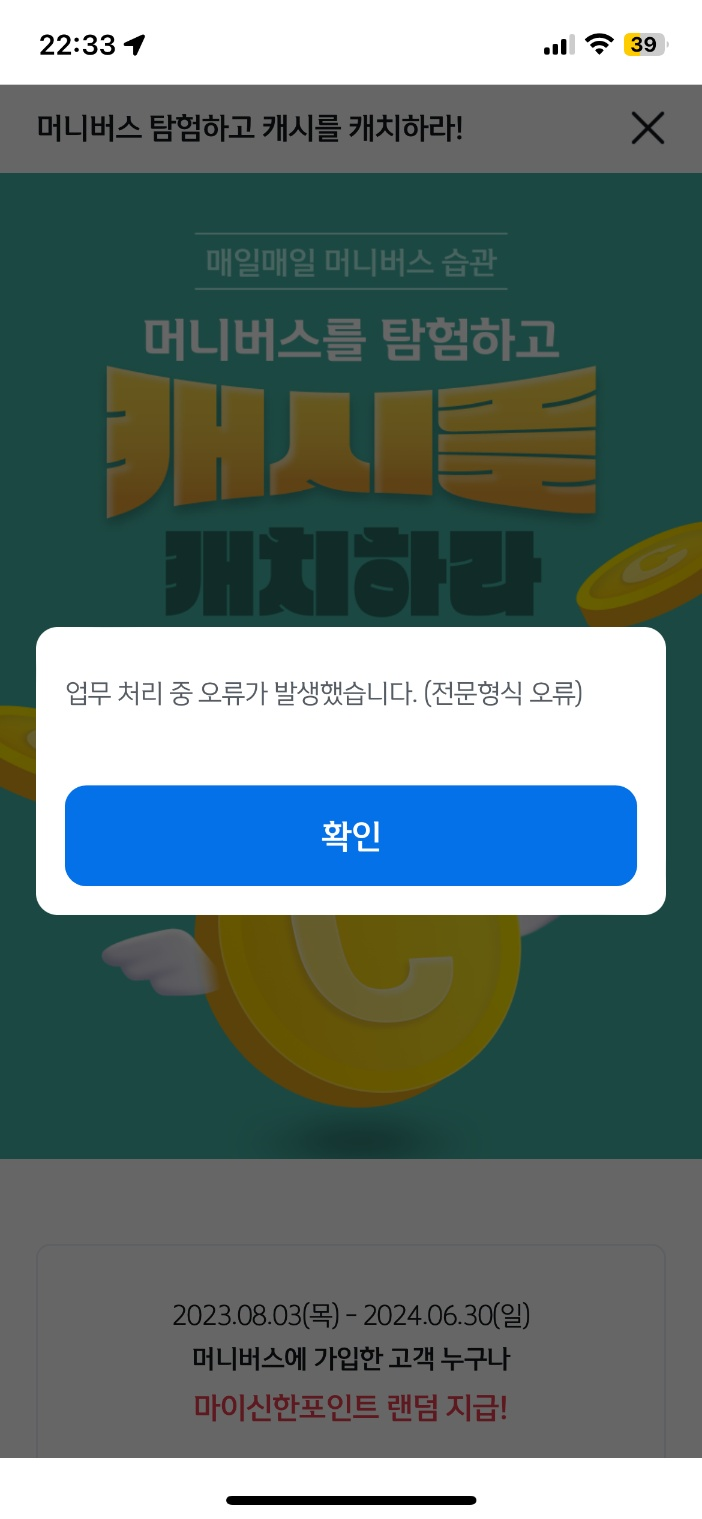 22:33
39
머니버스 탐험하고 캐시를 캐치하라!
매일매일 머니버스 습관
머니버스를 탐험하고
캐시를
캐치하라
C
업무 처리 중 오류가 발생했습니다. (전문형식 오류)
확인
C
2023.08.03(목) - 2024.06.30(일)
머니버스에 가입한 고객 누구나
마이신한포인트 랜덤 지급!